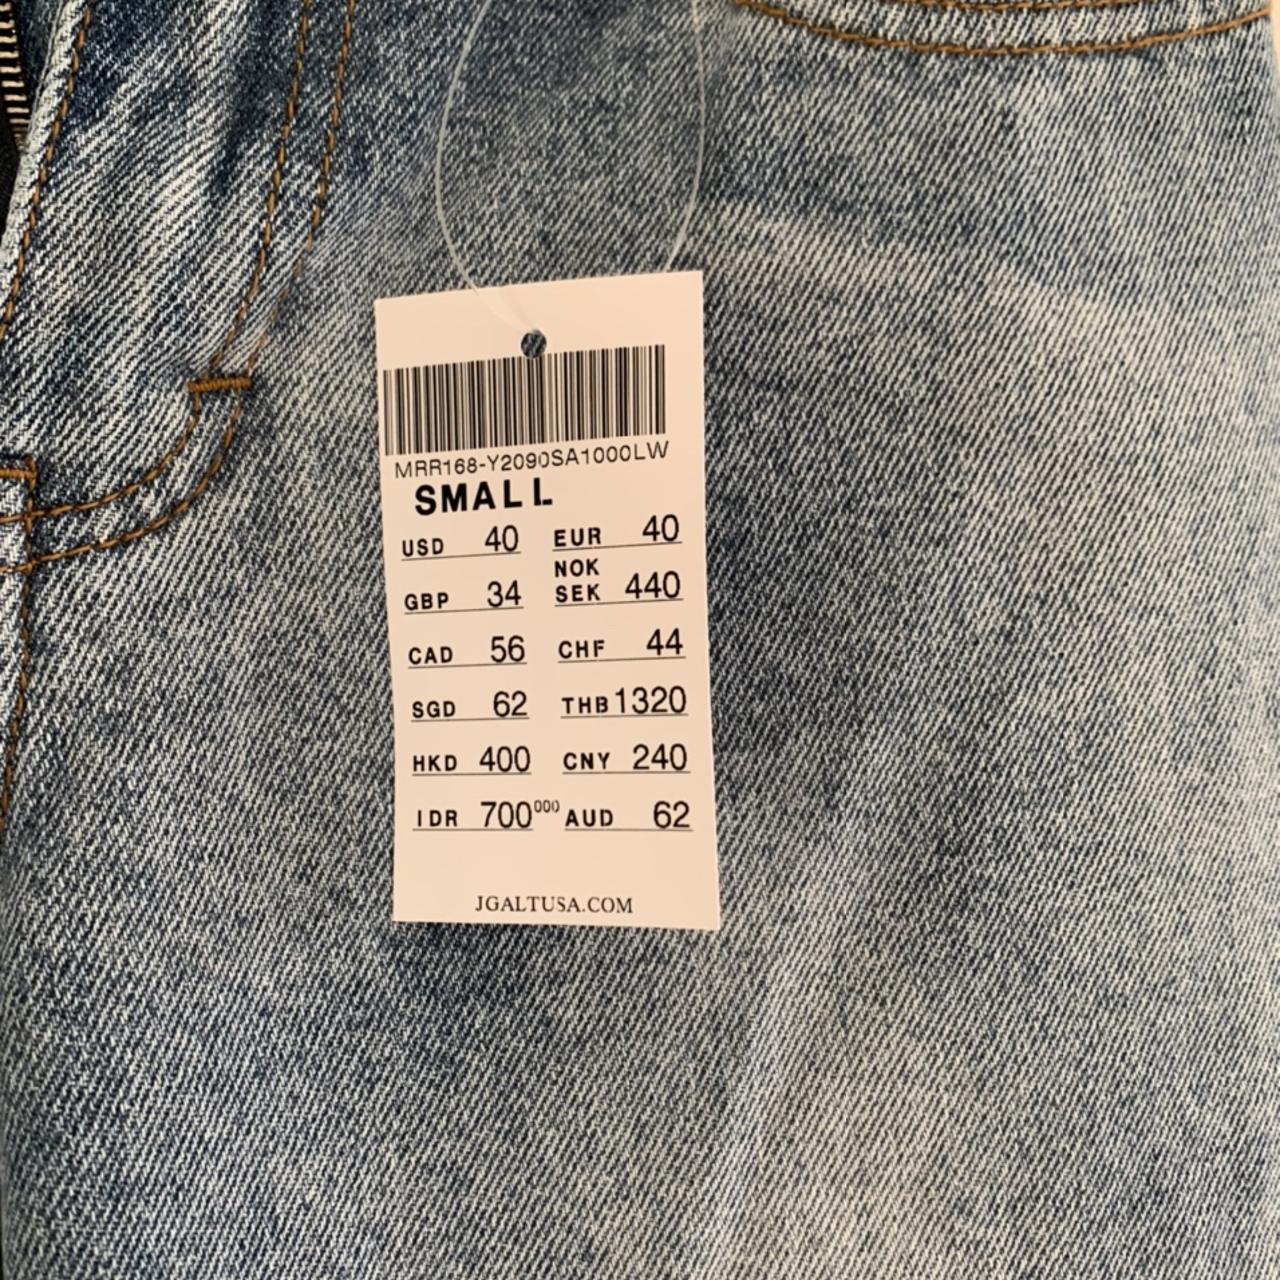 MRR168-Y2090SA1000LW
SMALL
USD 40 EUR 40
NOK
GBP 34 SEK 440
CAD 56 CHF 44
SGD 62 THB 1320
HKD 400 CNY 240
IDR 700000 AUD 62
JGALTUSA.COM